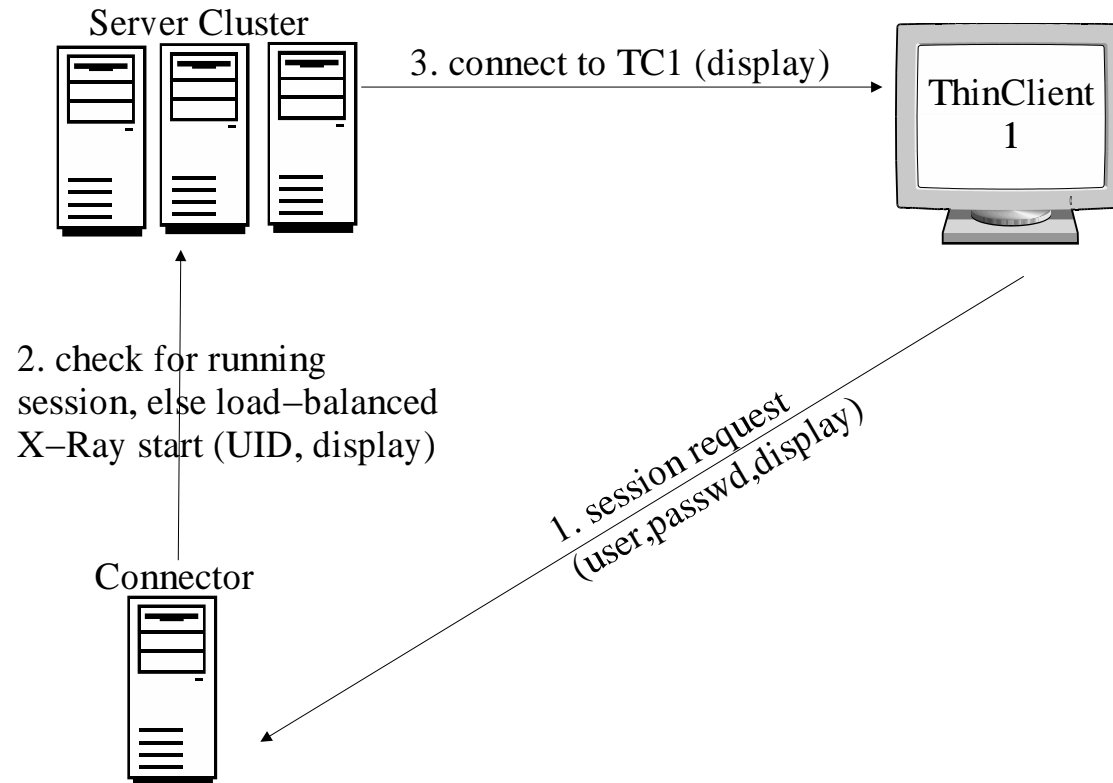 Server Cluster
3. connect to TC1 (display)
ThinClient
1
2. check for running
session, else load−balanced
X−Ray start (UID, display)
1. session request
(user,passwd,display)
Connector